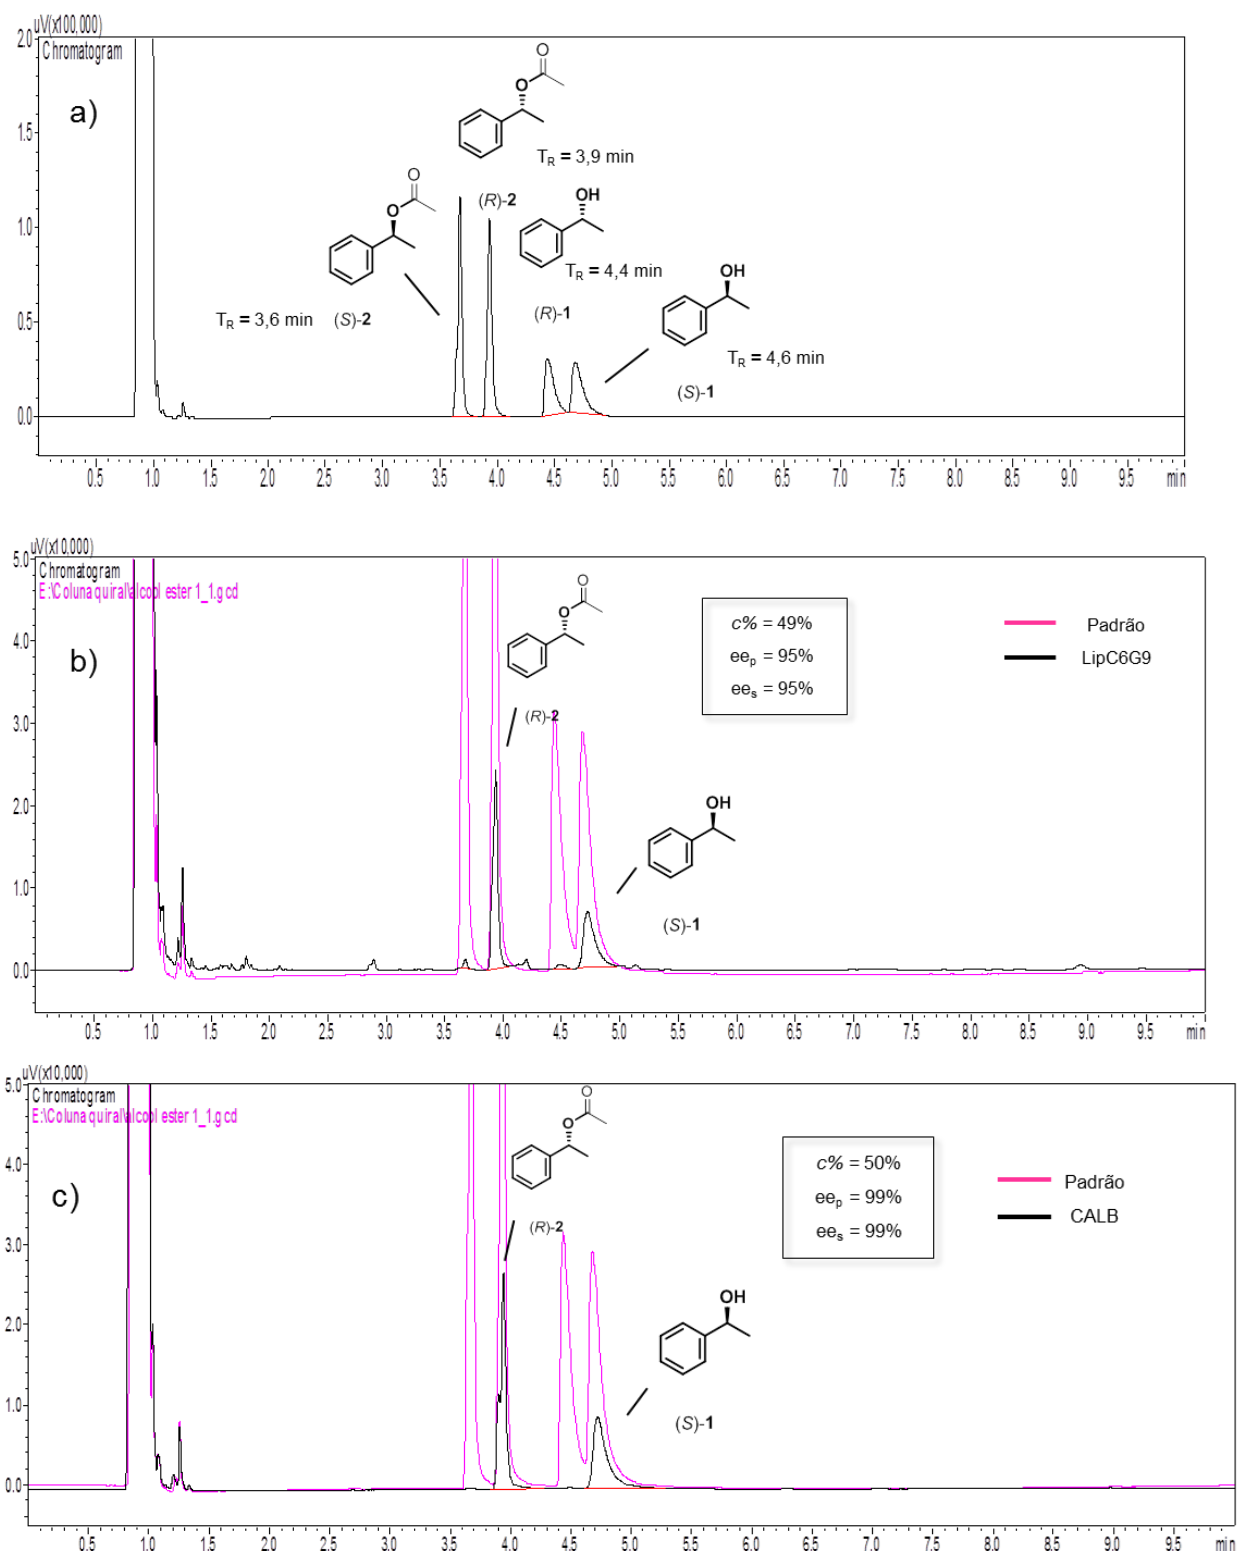 uV(x100,000)
2.0
Chromatogram
a)
O
O
TR = 3,9 min
(R)-2
1.5
O
O
TR = 3,6 min
(S)-2
OH
TR = 4,4 min
(R)-1
OH
TR = 4,6 min
(S)-1
1.0
0.5
0.0
0.5 1.0 1.5 2.0 2.5 3.0 3.5 4.0 4.5 5.0 5.5 6.0 6.5 7.0 7.5 8.0 8.5 9.0 9.5 min
uV(x10,000)
5.0
Chromatogram
E:\Coluna quiral\alcool ester 1_1.gcd
b)
O
O
(R)-2
c% = 49%
eep = 95%
ees = 95%
Padrão
LipC6G9
OH
(S)-1
4.0
3.0
2.0
1.0
0.0
0.5 1.0 1.5 2.0 2.5 3.0 3.5 4.0 4.5 5.0 5.5 6.0 6.5 7.0 7.5 8.0 8.5 9.0 9.5 min
uV(x10,000)
5.0
Chromatogram
E:\Coluna quiral\alcool ester 1_1.gcd
c)
O
O
(R)-2
c% = 50%
eep = 99%
ees = 99%
Padrão
CALB
OH
(S)-1
4.0
3.0
2.0
1.0
0.0
0.5 1.0 1.5 2.0 2.5 3.0 3.5 4.0 4.5 5.0 5.5 6.0 6.5 7.0 7.5 8.0 8.5 9.0 9.5 min